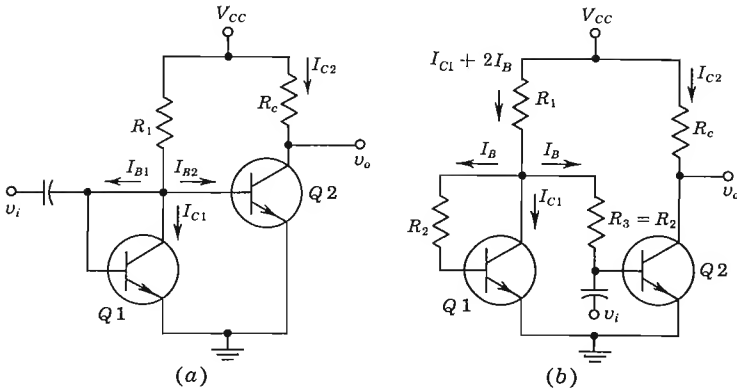 V_CC
I_C2
R_c
R_1
I_B1
I_B2
v_o
v_i
I_C1
Q2
Q1
(a)
V_CC
I_C1 + 2I_B
I_C2
R_1
R_c
I_B
I_B
v_o
I_C1
R_2
R_3 = R_2
Q1
Q2
v_i
(b)